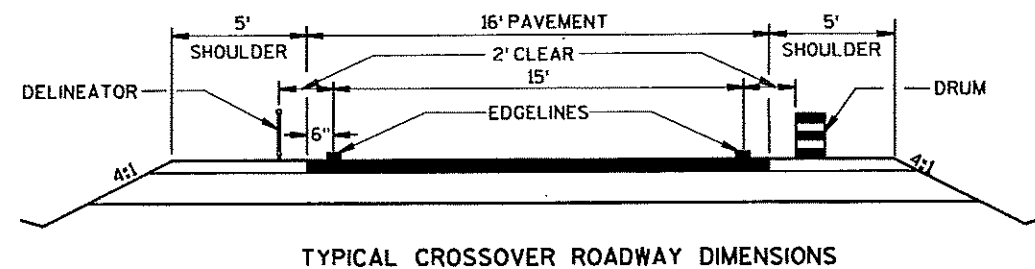 5' 16' PAVEMENT 5'
SHOULDER SHOULDER
2' CLEAR
15'
DELINEATOR DRUM
EDGELINES
6"
4:1 4:1
TYPICAL CROSSOVER ROADWAY DIMENSIONS